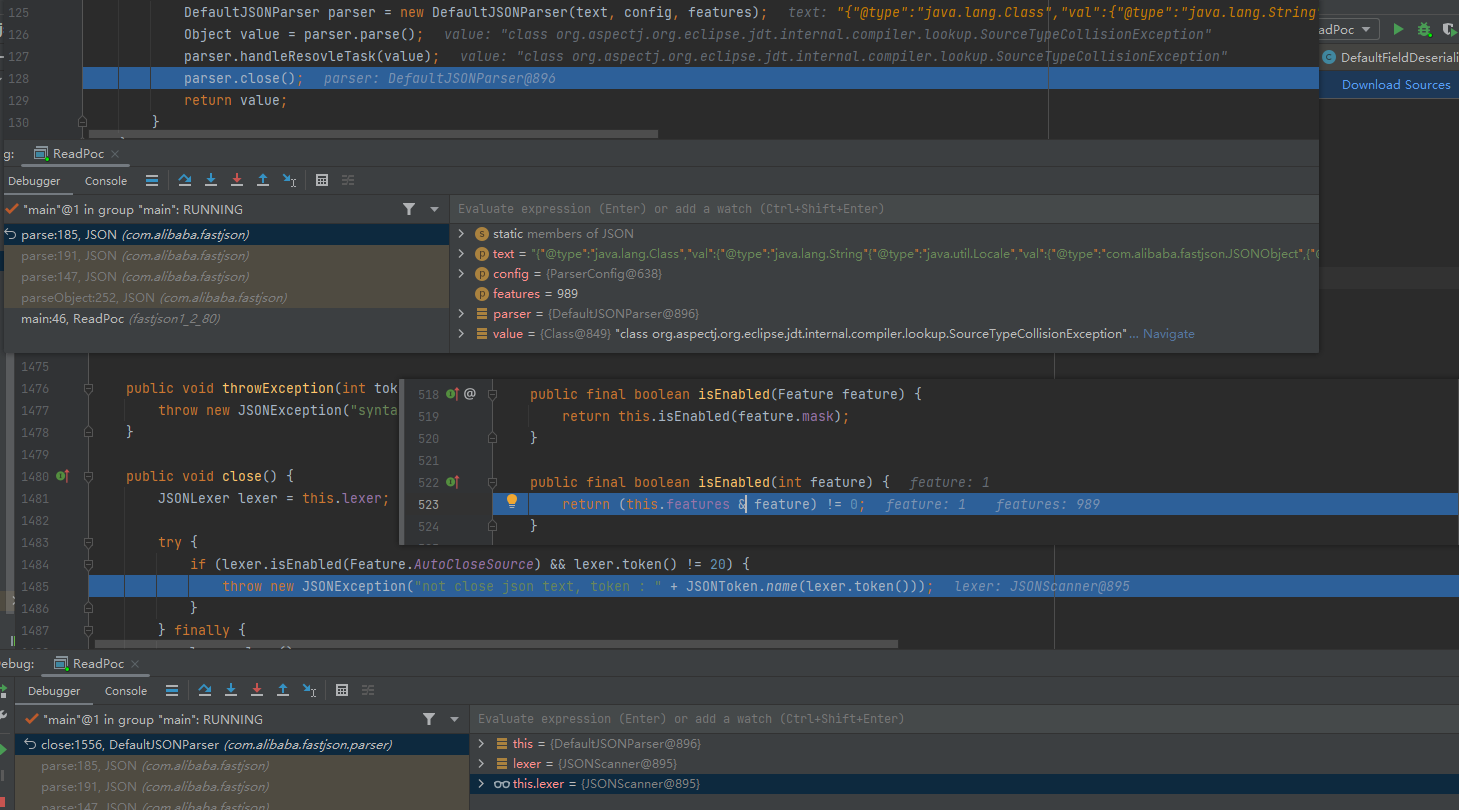 125 DefaultJSONParser parser = new DefaultJSONParser(text, config, features); text: "{"@type":"java.lang.Class","val":{"@type":"java.lang.String
126 Object value = parser.parse(); value: "class org.aspectj.org.eclipse.jdt.internal.compiler.lookup.SourceTypeCollisionException"
127 parser.handleResovleTask(value); value: "class org.aspectj.org.eclipse.jdt.internal.compiler.lookup.SourceTypeCollisionException"
128 parser.close(); parser: DefaultJSONParser@896
129 return value;
130 }
adPoc
DefaultFieldDeseriali
Download Sources
g: ReadPoc
Debugger Console
"main"@1 in group "main": RUNNING
Evaluate expression (Enter) or add a watch (Ctrl+Shift+Enter)
parse:185, JSON (com.alibaba.fastjson)
parse:191, JSON (com.alibaba.fastjson)
parse:147, JSON (com.alibaba.fastjson)
parseObject:252, JSON (com.alibaba.fastjson)
main:46, ReadPoc (fastjson1_2_80)
static members of JSON
text = "{"@type":"java.lang.Class","val":{"@type":"java.lang.String"{"@type":"java.util.Locale","val":{"@type":"com.alibaba.fastjson.JSONObject",{"@
config = {ParserConfig@638}
features = 989
parser = {DefaultJSONParser@896}
value = {Class@849} "class org.aspectj.org.eclipse.jdt.internal.compiler.lookup.SourceTypeCollisionException"... Navigate
1475
1476 public void throwException(int tok
1477 throw new JSONException("synta
1478 }
1479
1480 public void close() {
1481 JSONLexer lexer = this.lexer;
1482
1483 try {
1484 if (lexer.isEnabled(Feature.AutoCloseSource) && lexer.token() != 20) {
1485 throw new JSONException("not close json text, token : " + JSONToken.name(lexer.token())); lexer: JSONScanner@895
1486 }
1487 } finally {
518 @ public final boolean isEnabled(Feature feature) {
519 return this.isEnabled(feature.mask);
520 }
521
522 public final boolean isEnabled(int feature) { feature: 1
523 return (this.features & feature) != 0; feature: 1 features: 989
524 }
ebug: ReadPoc
Debugger Console
"main"@1 in group "main": RUNNING
Evaluate expression (Enter) or add a watch (Ctrl+Shift+Enter)
close:1556, DefaultJSONParser (com.alibaba.fastjson.parser)
parse:185, JSON (com.alibaba.fastjson)
parse:191, JSON (com.alibaba.fastjson)
parse:147, JSON (com.alibaba.fastjson)
this = {DefaultJSONParser@896}
lexer = {JSONScanner@895}
this.lexer = {JSONScanner@895}